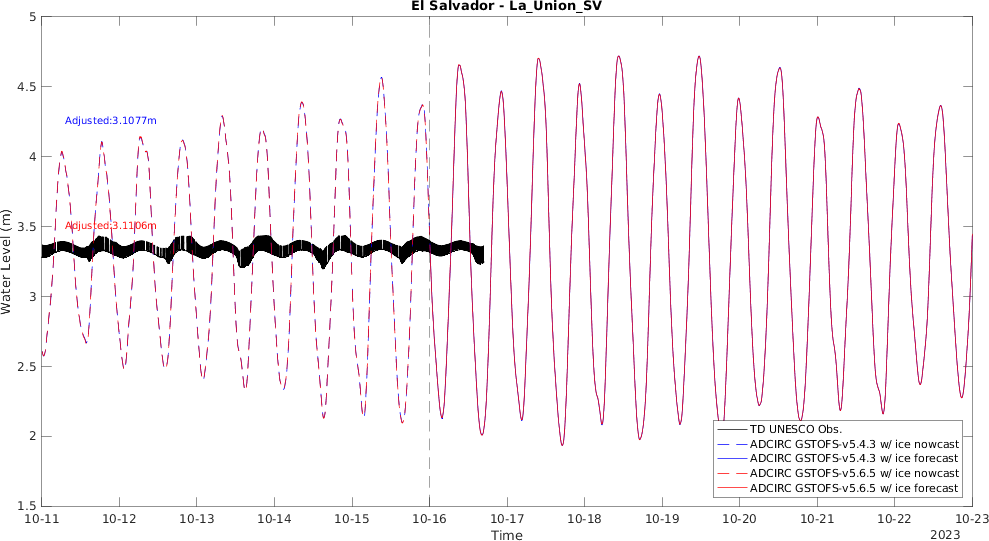 El Salvador - La_Union_SV
Water Level (m)
5
4.5
4
3.5
3
2.5
2
1.5
Adjusted:3.1077m
Adjusted:3.1106m
TD UNESCO Obs.
ADCIRC GSTOFS-v5.4.3 w/ ice nowcast
ADCIRC GSTOFS-v5.4.3 w/ ice forecast
ADCIRC GSTOFS-v5.6.5 w/ ice nowcast
ADCIRC GSTOFS-v5.6.5 w/ ice forecast
10-11 10-12 10-13 10-14 10-15 10-16 10-17 10-18 10-19 10-20 10-21 10-22 10-23
Time
2023